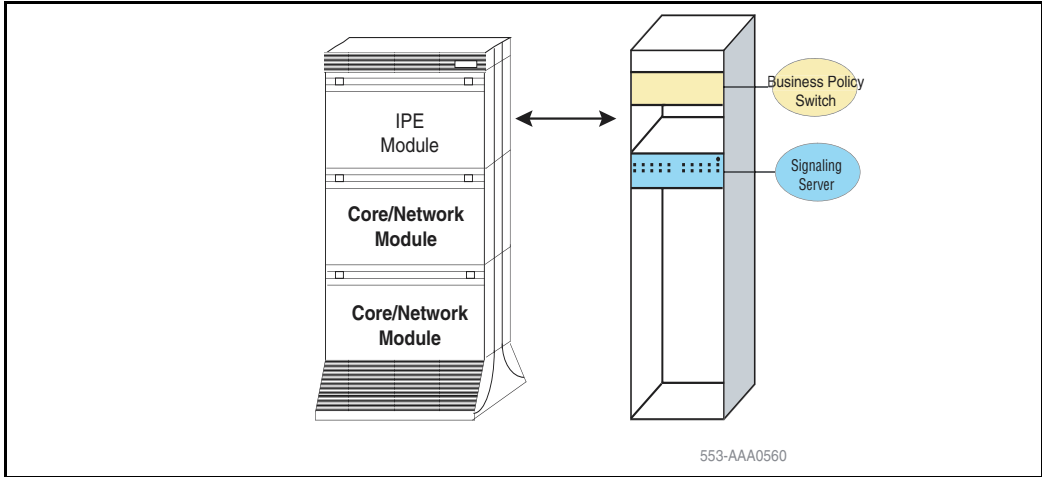 IPE
Module
Core/Network
Module
Core/Network
Module
Business Policy
Switch
Signaling
Server
553-AAA0560